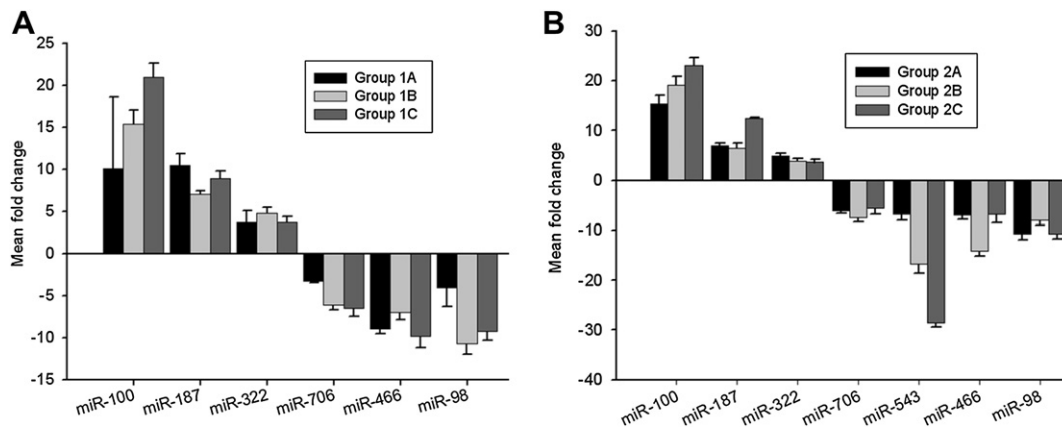 A
Mean fold change
25
20
15
10
5
0
-5
-10
-15
Group 1A
Group 1B
Group 1C
miR-100
miR-187
miR-322
miR-706
miR-466
miR-98
B
Mean fold change
30
20
10
0
-10
-20
-30
-40
Group 2A
Group 2B
Group 2C
miR-100
miR-187
miR-322
miR-706
miR-543
miR-466
miR-98